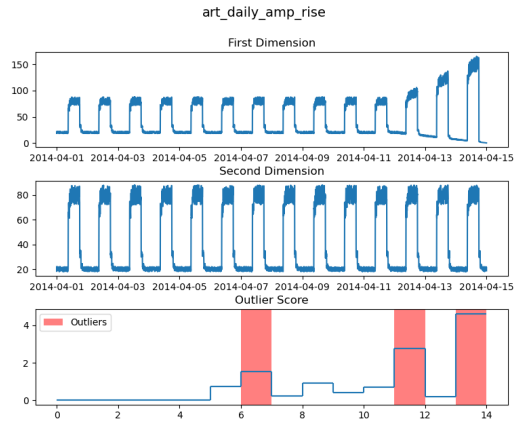 art_daily_amp_rise
First Dimension
150
100
50
0
2014-04-01 2014-04-03 2014-04-05 2014-04-07 2014-04-09 2014-04-11 2014-04-13 2014-04-15
Second Dimension
80
60
40
20
2014-04-01 2014-04-03 2014-04-05 2014-04-07 2014-04-09 2014-04-11 2014-04-13 2014-04-15
Outlier Score
Outliers
4
2
0
0 2 4 6 8 10 12 14